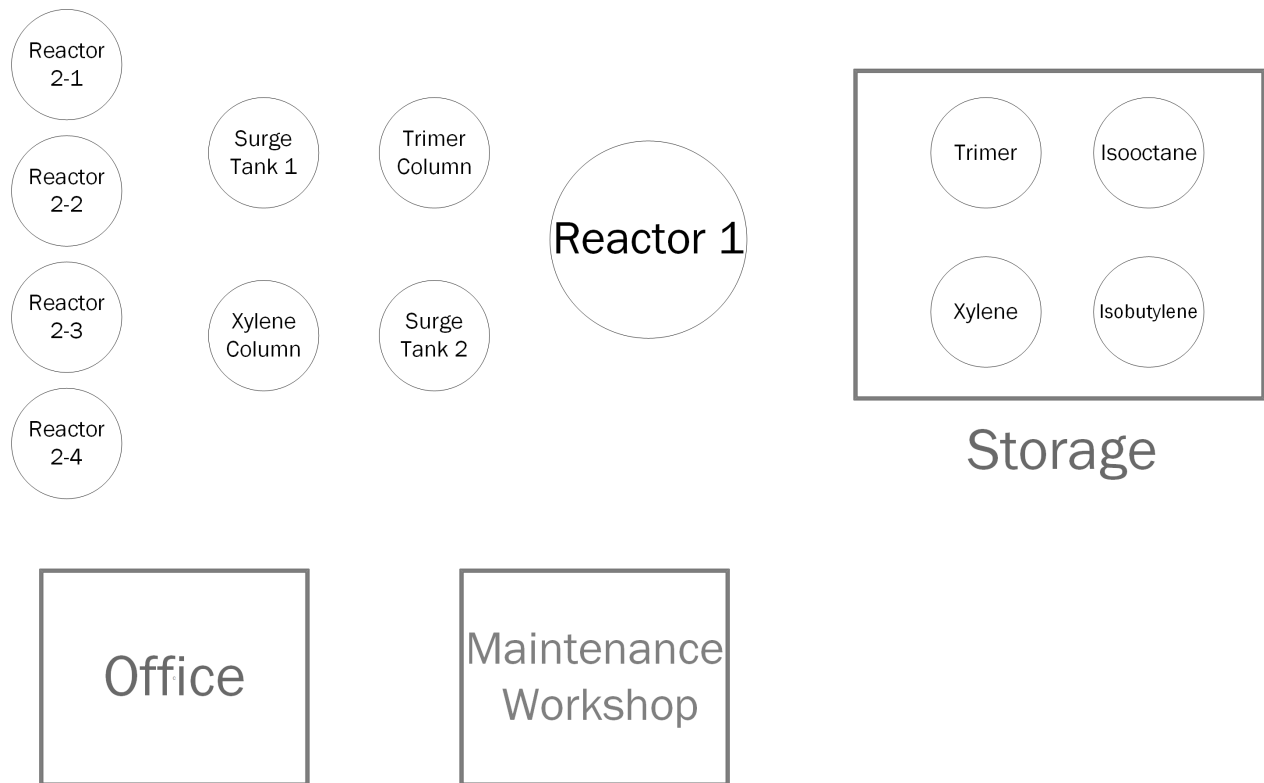 Reactor
2-1
Reactor
2-2
Reactor
2-3
Reactor
2-4
Surge
Tank 1
Trimer
Column
Xylene
Column
Surge
Tank 2
Reactor 1
Trimer
Isooctane
Xylene
Isobutylene
Storage
Office
Maintenance
Workshop